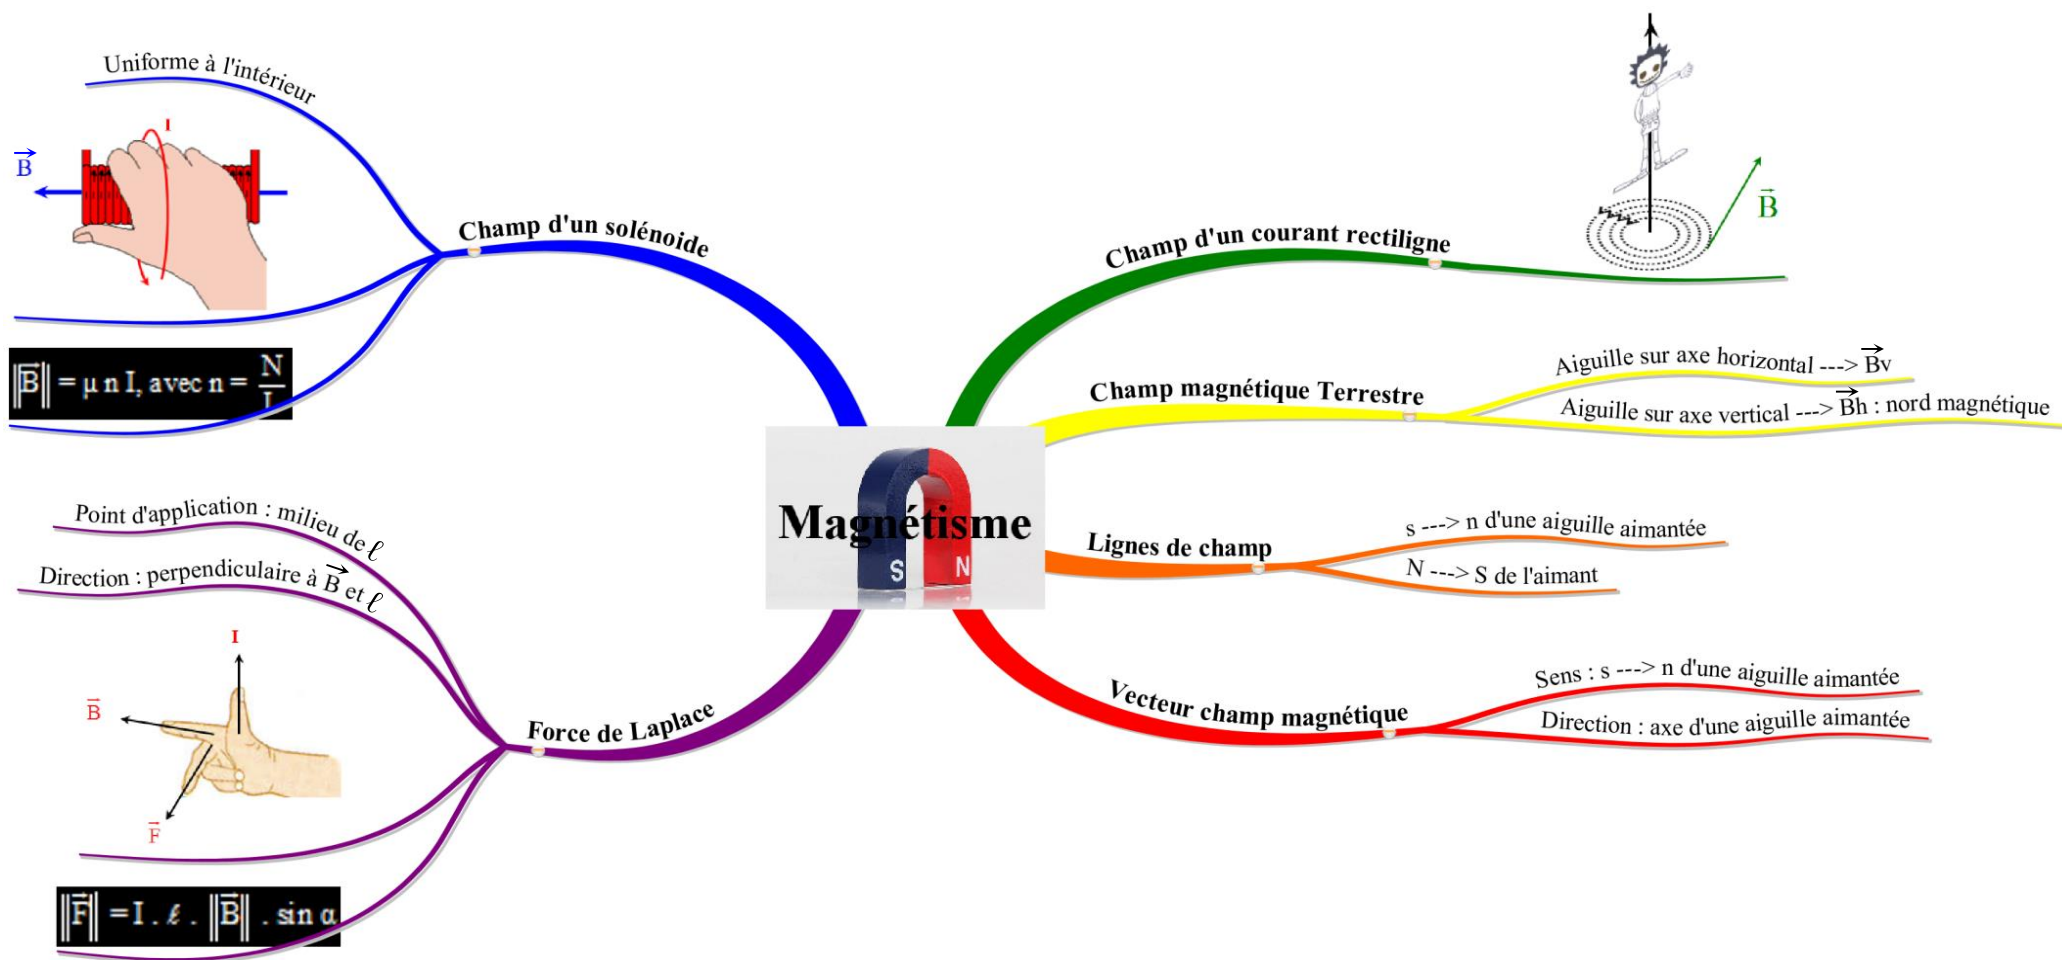 Magnétisme
S
N
Champ d'un solénoide
Uniforme à l'intérieur
I
B
||B|| = µ n I, avec n = N
L
Champ d'un courant rectiligne
B
Champ magnétique Terrestre
Aiguille sur axe horizontal ---> Bv
Aiguille sur axe vertical ---> Bh : nord magnétique
Lignes de champ
s ---> n d'une aiguille aimantée
N ---> S de l'aimant
Vecteur champ magnétique
Sens : s ---> n d'une aiguille aimantée
Direction : axe d'une aiguille aimantée
Force de Laplace
Point d'application : milieu de ℓ
Direction : perpendiculaire à B et ℓ
I
B
F
||F|| = I . ℓ . ||B|| . sin α